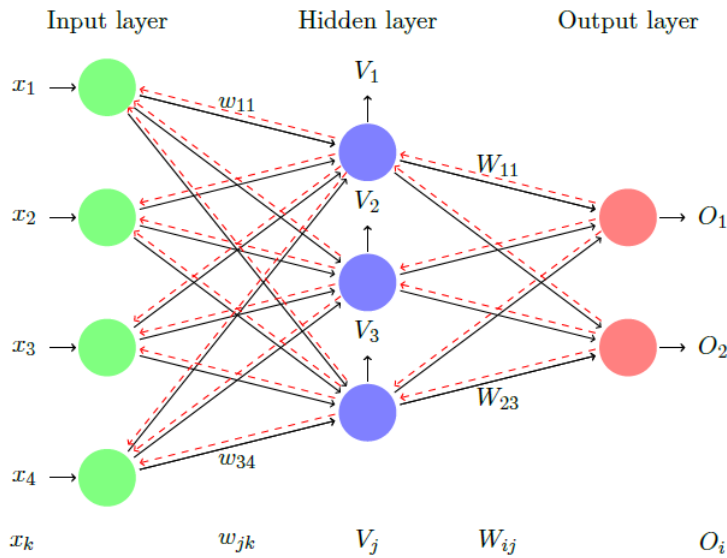 Input layer Hidden layer Output layer
x₁ w₁₁ V₁
W₁₁
x₂ V₂ O₁
x₃ V₃ O₂
W₂₃
x₄ w₃₄
xₖ wⱼₖ Vⱼ Wᵢⱼ Oᵢ